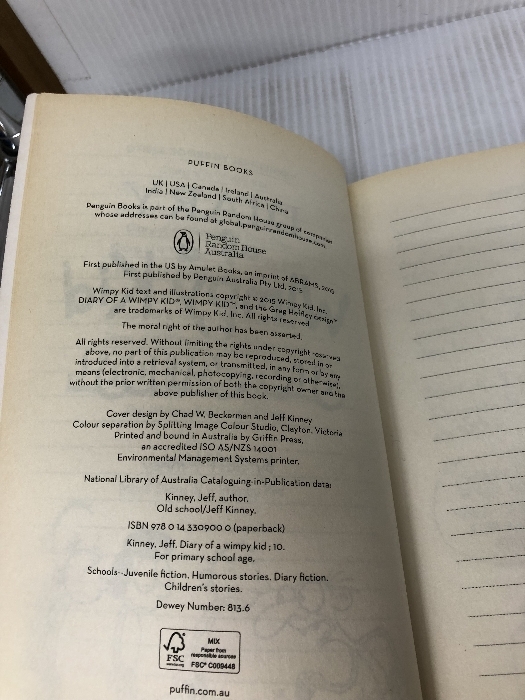 PUFFIN BOOKS
UK | USA | Canada | Ireland | Australia
India | New Zealand | South Africa | China
Penguin Books is part of the Penguin Random House group of companies
whose addresses can be found at global.penguinrandomhouse.com.
Penguin
Random House
Australia
First published in the US by Amulet Books, an imprint of ABRAMS, 2015
First published by Penguin Australia Pty Ltd, 2015
Wimpy Kid text and illustrations copyright © 2015 Wimpy Kid, Inc.
DIARY OF A WIMPY KID®, WIMPY KID™, and the Greg Heffley design™
are trademarks of Wimpy Kid, Inc. All rights reserved.
The moral right of the author has been asserted.
All rights reserved. Without limiting the rights under copyright reserved
above, no part of this publication may be reproduced, stored in or
introduced into a retrieval system, or transmitted, in any form or by any
means (electronic, mechanical, photocopying, recording or otherwise),
without the prior written permission of both the copyright owner and the
above publisher of this book.
Cover design by Chad W. Beckerman and Jeff Kinney
Colour separation by Splitting Image Colour Studio, Clayton, Victoria
Printed and bound in Australia by Griffin Press,
an accredited ISO AS/NZS 14001
Environmental Management Systems printer.
National Library of Australia Cataloguing-in-Publication data:
Kinney, Jeff, author.
Old school/Jeff Kinney.
ISBN 978 0 14 330900 0 (paperback)
Kinney, Jeff. Diary of a wimpy kid ; 10.
For primary school age.
Schools--Juvenile fiction. Humorous stories. Diary fiction.
Children's stories.
Dewey Number: 813.6
FSC
www.fsc.org
MIX
Paper from
responsible sources
FSC® C009448
puffin.com.au